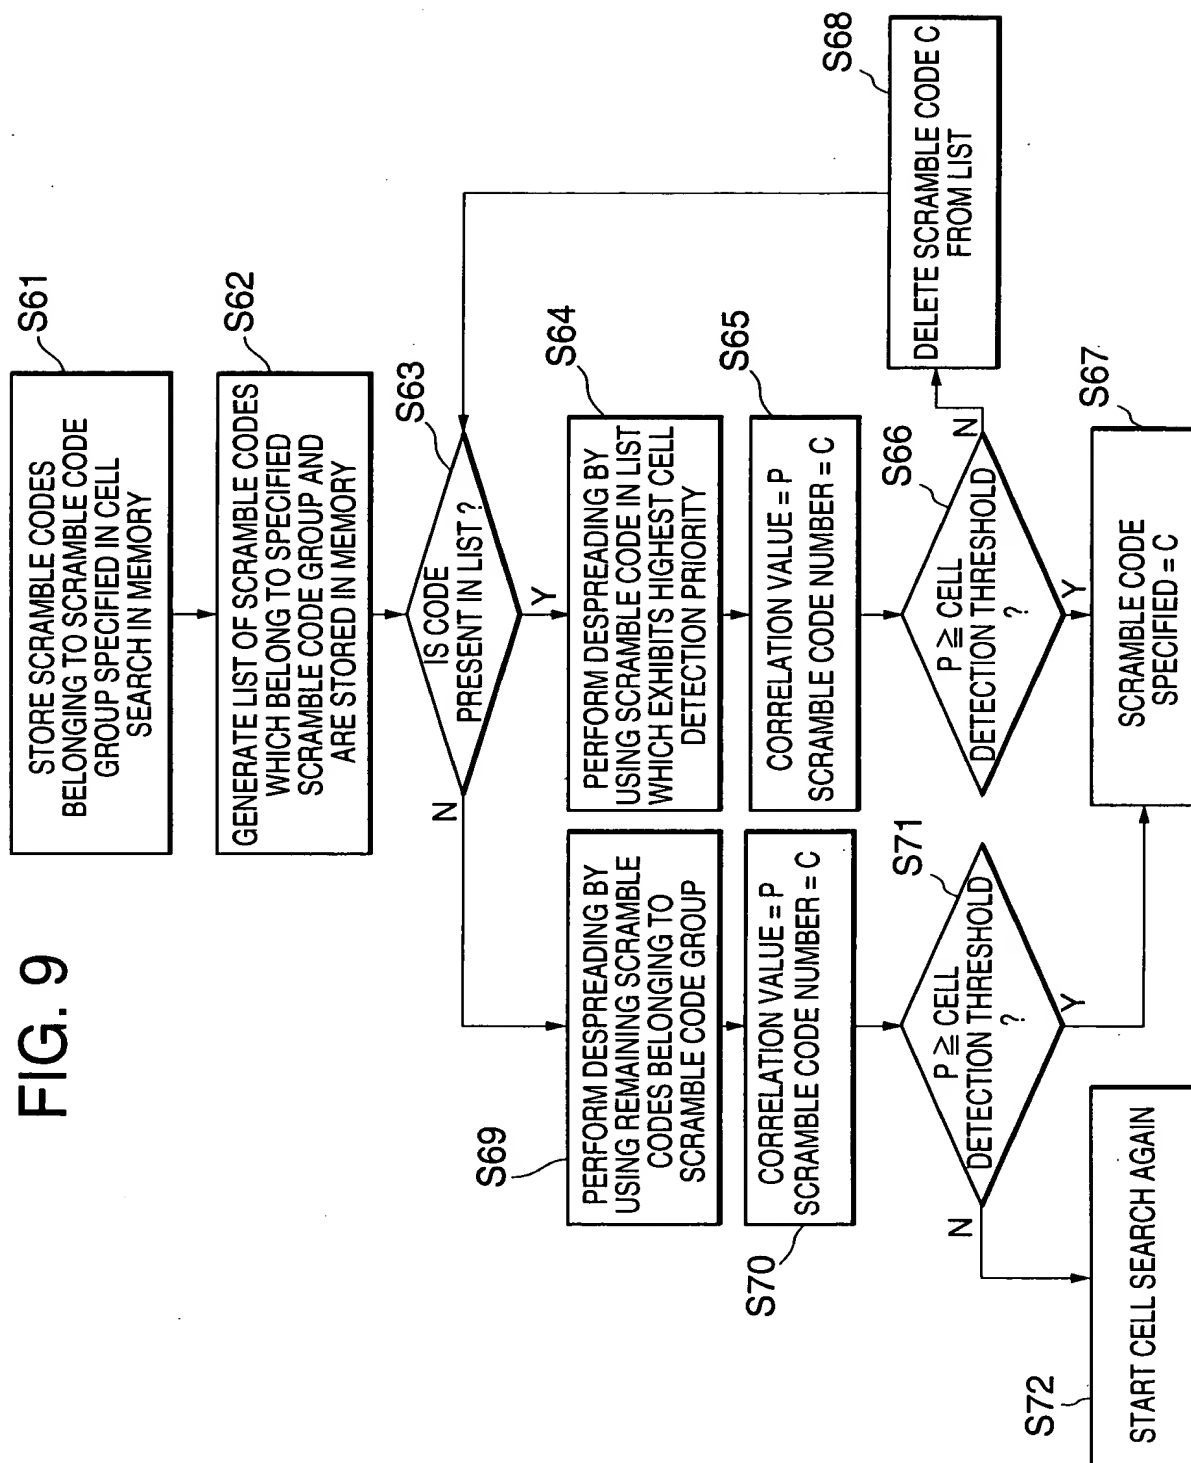 FIG. 9
STORE SCRAMBLE CODES
BELONGING TO SCRAMBLE CODE
GROUP SPECIFIED IN CELL
SEARCH IN MEMORY
S61
GENERATE LIST OF SCRAMBLE CODES
WHICH BELONG TO SPECIFIED
SCRAMBLE CODE GROUP AND
ARE STORED IN MEMORY
S62
IS CODE
PRESENT IN LIST ?
S63
N
Y
PERFORM DESPREADING BY
USING SCRAMBLE CODE IN LIST
WHICH EXHIBITS HIGHEST CELL
DETECTION PRIORITY
S64
CORRELATION VALUE = P
SCRAMBLE CODE NUMBER = C
S65
P ≧ CELL
DETECTION THRESHOLD
?
S66
N
Y
SCRAMBLE CODE
SPECIFIED = C
S67
DELETE SCRAMBLE CODE C
FROM LIST
S68
PERFORM DESPREADING BY
USING REMAINING SCRAMBLE
CODES BELONGING TO
SCRAMBLE CODE GROUP
S69
CORRELATION VALUE = P
SCRAMBLE CODE NUMBER = C
S70
P ≧ CELL
DETECTION THRESHOLD
?
S71
N
Y
START CELL SEARCH AGAIN
S72